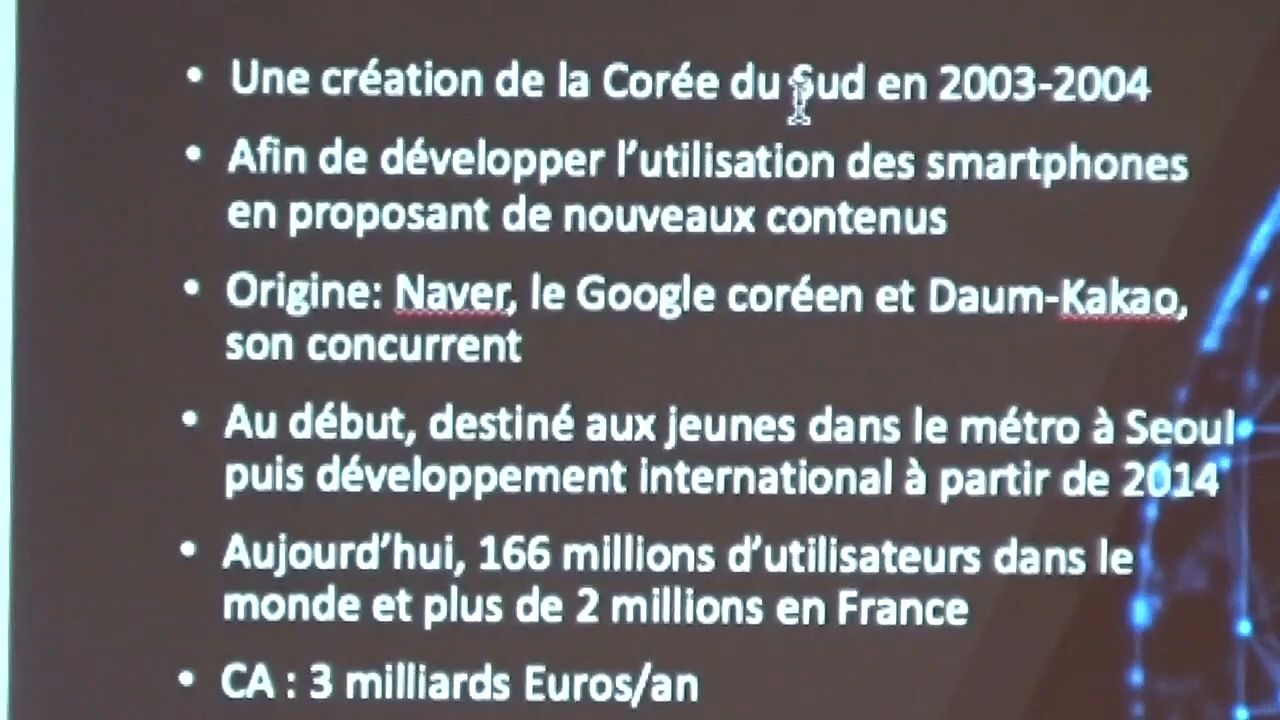 • Une création de la Corée du Sud en 2003-2004
• Afin de développer l'utilisation des smartphones
en proposant de nouveaux contenus
• Origine: Naver, le Google coréen et Daum-Kakao,
son concurrent
• Au début, destiné aux jeunes dans le métro à Seoul
puis développement international à partir de 2014
• Aujourd'hui, 166 millions d'utilisateurs dans le
monde et plus de 2 millions en France
• CA : 3 milliards Euros/an